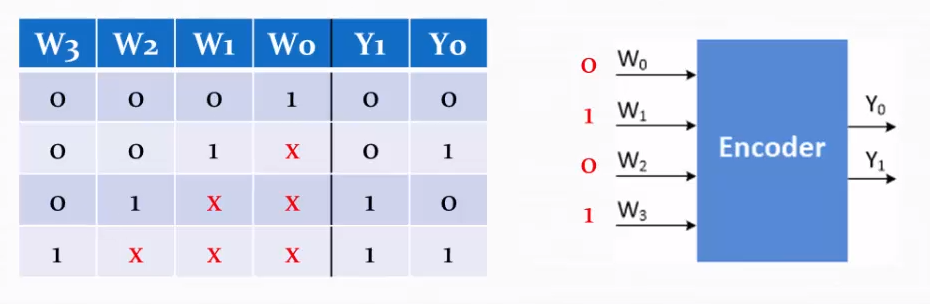 W3 W2 W1 W0 Y1 Y0
0 0 0 1 0 0
0 0 1 x 0 1
0 1 x x 1 0
1 x x x 1 1
0 W₀
1 W₁
0 W₂
1 W₃
Encoder
Y₀
Y₁